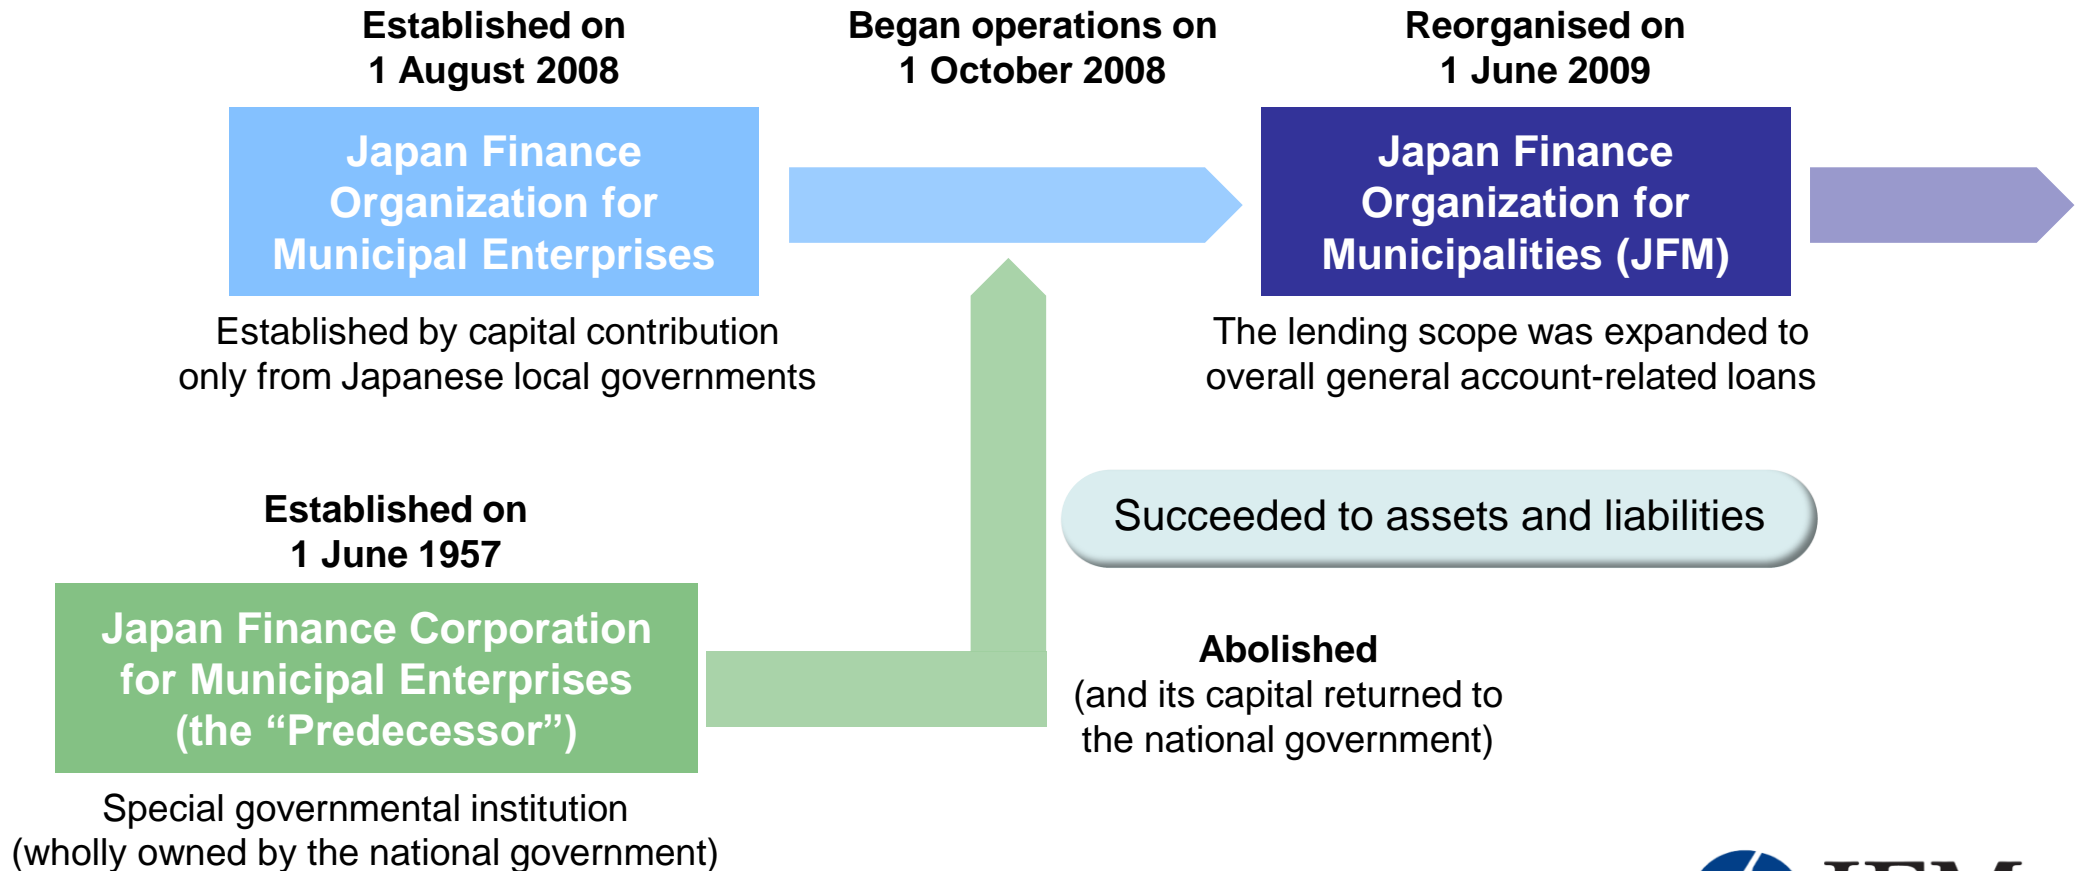 Established on
1 August 2008
Began operations on
1 October 2008
Reorganised on
1 June 2009
Japan Finance
Organization for
Municipal Enterprises
Japan Finance
Organization for
Municipalities (JFM)
Established by capital contribution
only from Japanese local governments
The lending scope was expanded to
overall general account-related loans
Succeeded to assets and liabilities
Established on
1 June 1957
Japan Finance Corporation
for Municipal Enterprises
(the “Predecessor”)
Abolished
(and its capital returned to
the national government)
Special governmental institution
(wholly owned by the national government)
JFM